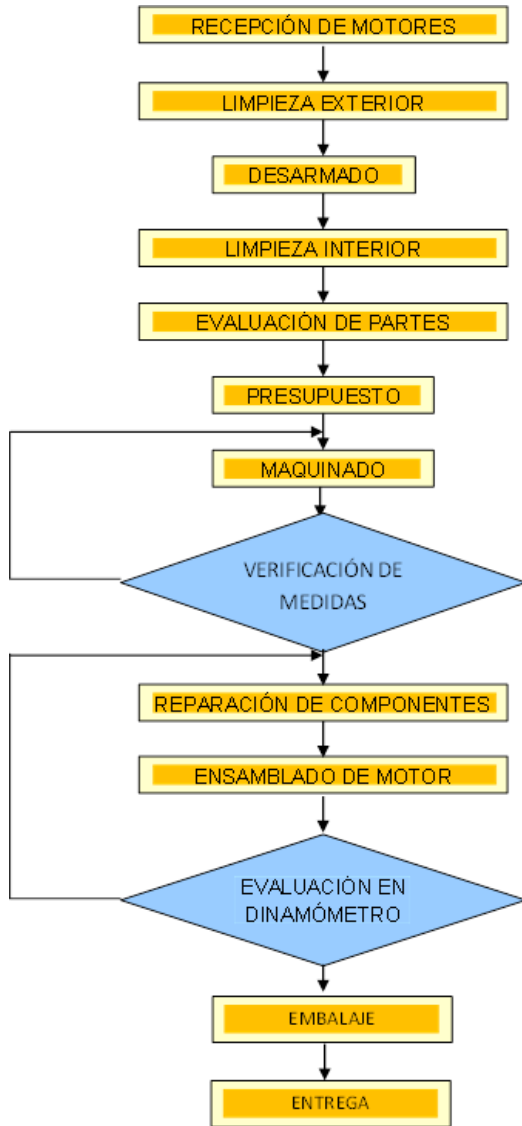 RECEPCIÓN DE MOTORES
LIMPIEZA EXTERIOR
DESARMADO
LIMPIEZA INTERIOR
EVALUACIÓN DE PARTES
PRESUPUESTO
MAQUINADO
VERIFICACIÓN DE
MEDIDAS
REPARACIÓN DE COMPONENTES
ENSAMBLADO DE MOTOR
EVALUACIÓN EN
DINAMÓMETRO
EMBALAJE
ENTREGA